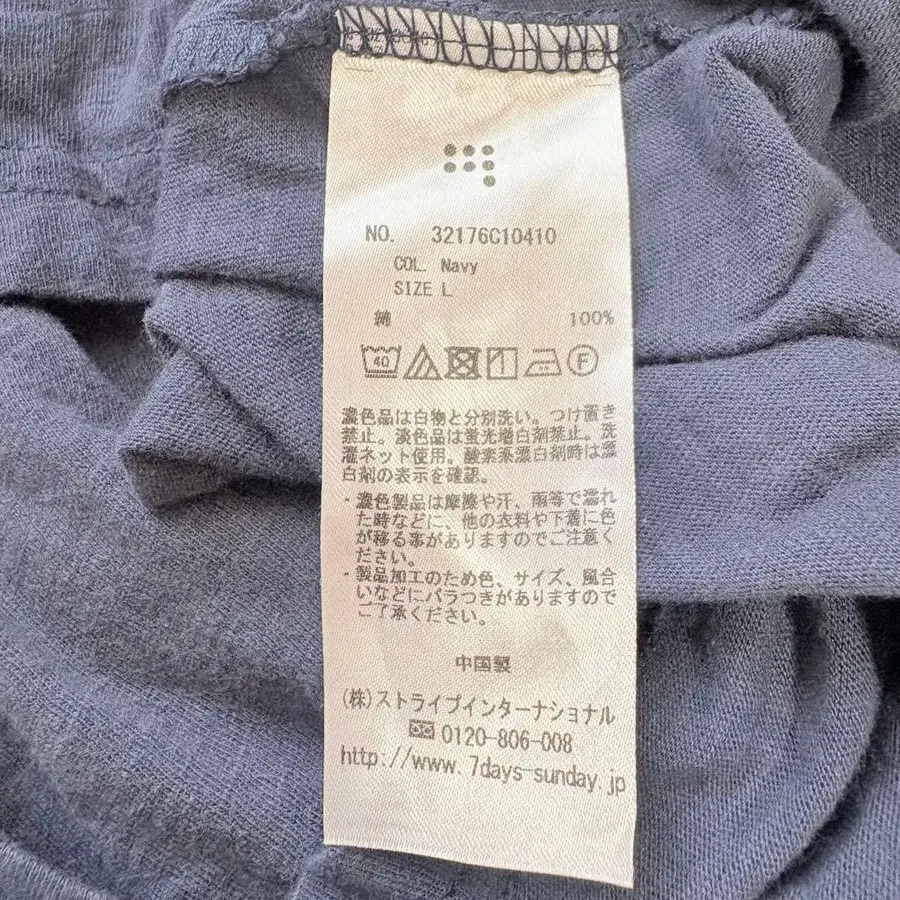 NO. 32176C10410
COL. Navy
SIZE L
綿 100%
40 F
濃色品は白物と分別洗い。つけ置き
禁止。淡色品は蛍光増白剤禁止。洗
濯ネット使用。酸素系漂白剤時は漂
白剤の表示を確認。
・濃色製品は摩擦や汗、雨等で濡れ
た時などに、他の衣料や下着に色
が移る事がありますのでご注意く
ださい。
・製品加工のため色、サイズ、風合
いなどにバラつきがありますので
ご了承ください。
中国製
(株)ストライプインターナショナル
0120-806-008
http://www.7days-sunday.jp